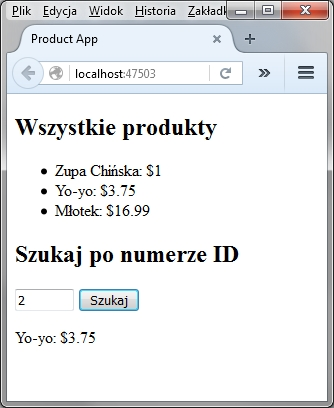 Plik Edycja Widok Historia
Product App
localhost:47503
Wszystkie produkty
Zupa Chińska: $1
Yo-yo: $3.75
Młotek: $16.99
Szukaj po numerze ID
2 Szukaj
Yo-yo: $3.75